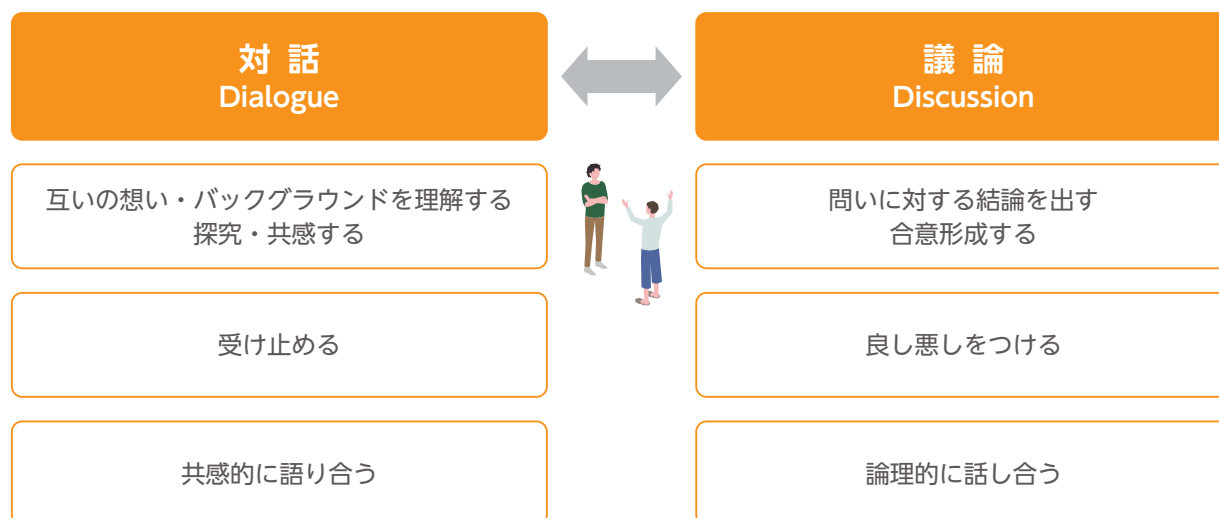 対話
Dialogue
議論
Discussion
互いの想い・バックグラウンドを理解する
探究・共感する
問いに対する結論を出す
合意形成する
受け止める
良し悪しをつける
共感的に語り合う
論理的に話し合う